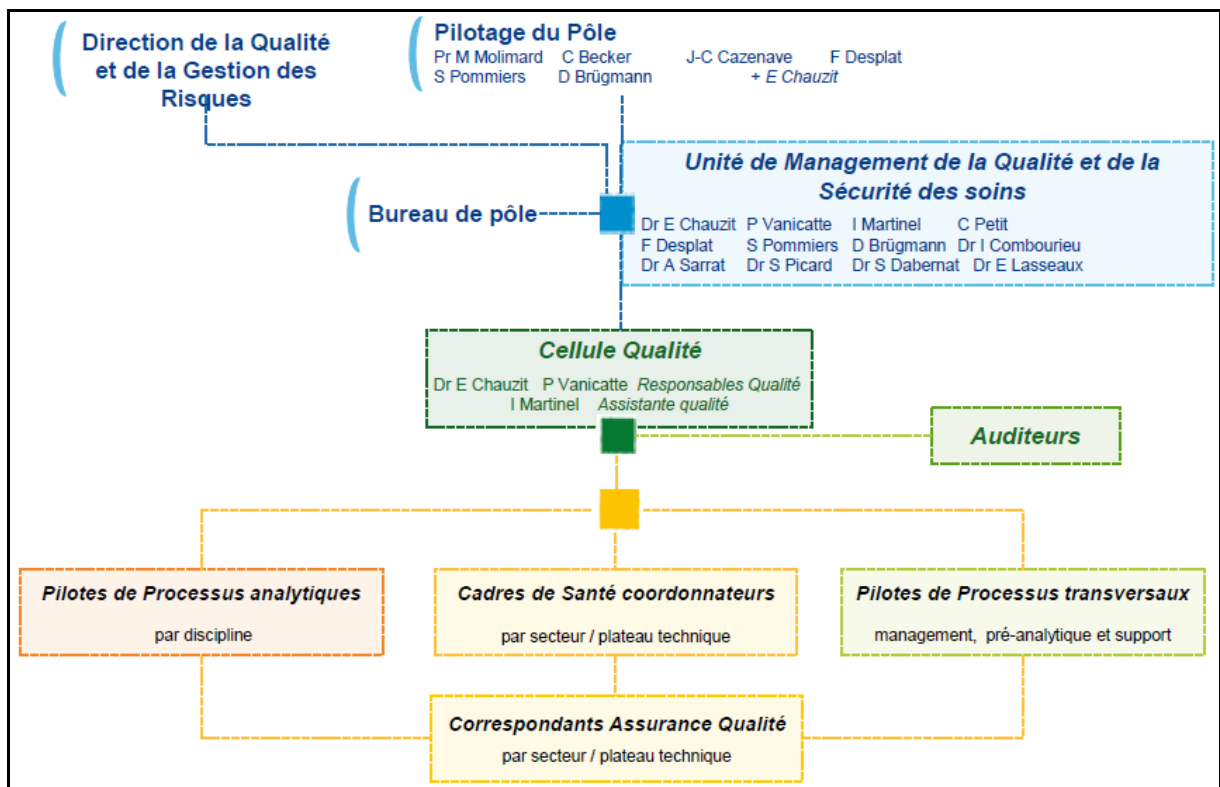 Direction de la Qualité
et de la Gestion des
Risques
Pilotage du Pôle
Pr M Molimard C Becker J-C Cazenave F Desplat
S Pommiers D Brügmann + E Chauzit
Unité de Management de la Qualité et de la
Sécurité des soins
Dr E Chauzit P Vanicatte I Martinel C Petit
F Desplat S Pommiers D Brügmann Dr I Combourieu
Dr A Sarrat Dr S Picard Dr S Dabernat Dr E Lasseaux
Bureau de pôle
Cellule Qualité
Dr E Chauzit P Vanicatte Responsables Qualité
I Martinel Assistante qualité
Auditeurs
Pilotes de Processus analytiques
par discipline
Cadres de Santé coordonnateurs
par secteur / plateau technique
Pilotes de Processus transversaux
management, pré-analytique et support
Correspondants Assurance Qualité
par secteur / plateau technique